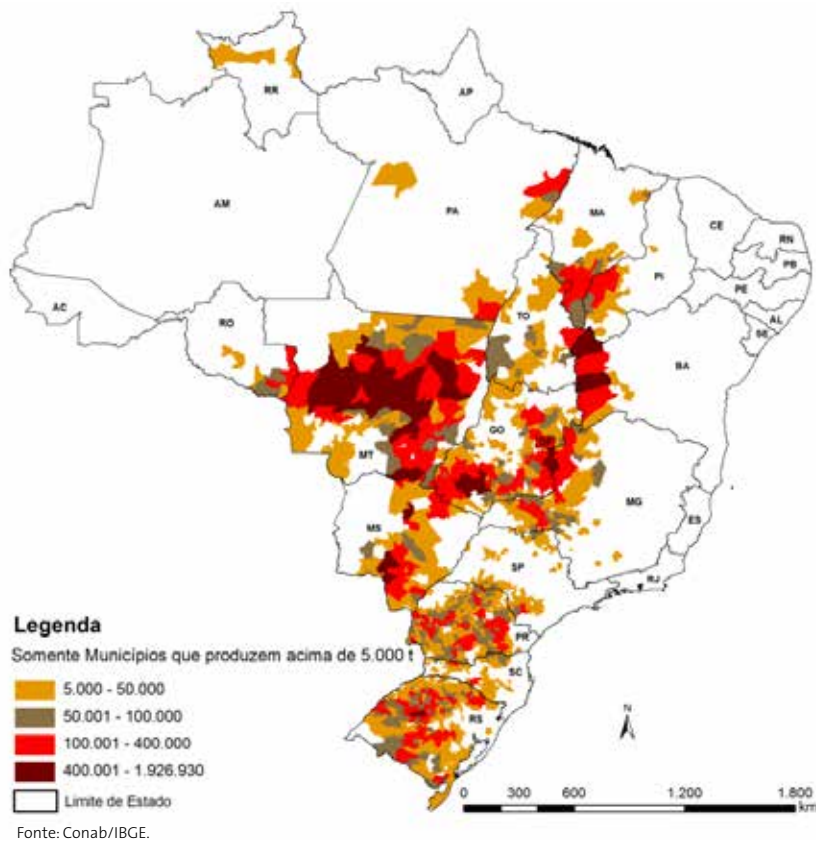 RR
AP
AM
PA
MA
CE
RN
PB
PI
PE
AC
AL
TO
SE
RO
BA
GO
MT
DF
MG
MS
ES
SP
RJ
Legenda
Somente Municípios que produzem acima de 5.000 t
PR
SC
5.000 - 50.000
50.001 - 100.000
100.001 - 400.000
400.001 - 1.926.930
Limite de Estado
RS
N
0 300 600 1.200 1.800
km
Fonte: Conab/IBGE.